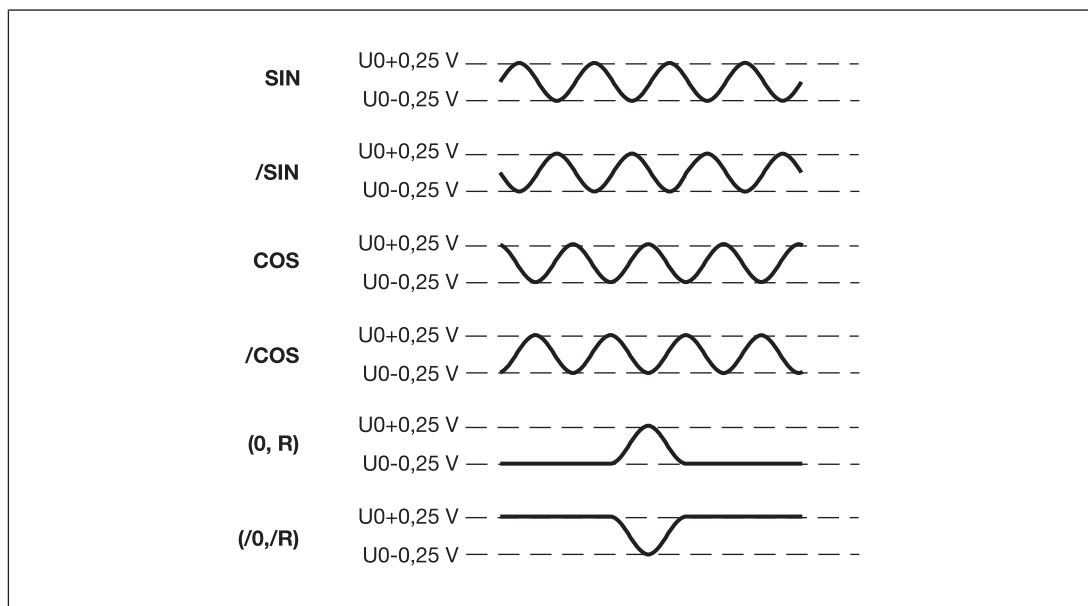 SIN
U0+0,25 V
U0-0,25 V
/SIN
U0+0,25 V
U0-0,25 V
COS
U0+0,25 V
U0-0,25 V
/COS
U0+0,25 V
U0-0,25 V
(0, R)
U0+0,25 V
U0-0,25 V
(/0,/R)
U0+0,25 V
U0-0,25 V